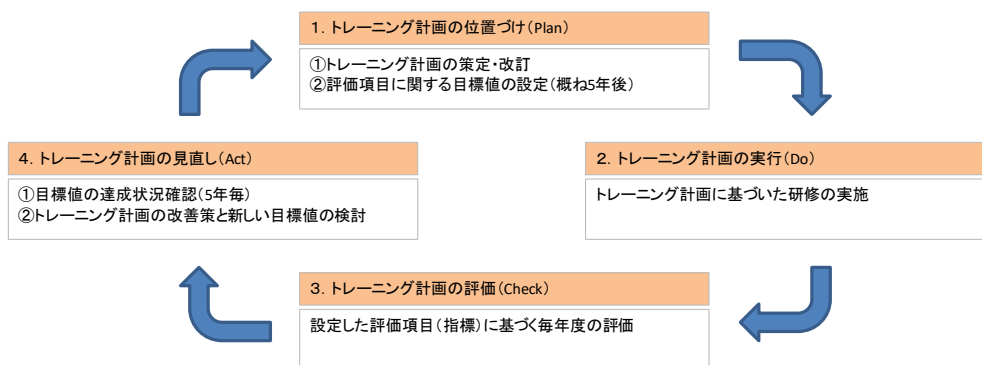 1．トレーニング計画の位置づけ（Plan）
①トレーニング計画の策定・改訂
②評価項目に関する目標値の設定（概ね5年後）
4．トレーニング計画の見直し（Act）
①目標値の達成状況確認（5年毎）
②トレーニング計画の改善策と新しい目標値の検討
2．トレーニング計画の実行（Do）
トレーニング計画に基づいた研修の実施
3．トレーニング計画の評価（Check）
設定した評価項目（指標）に基づく毎年度の評価